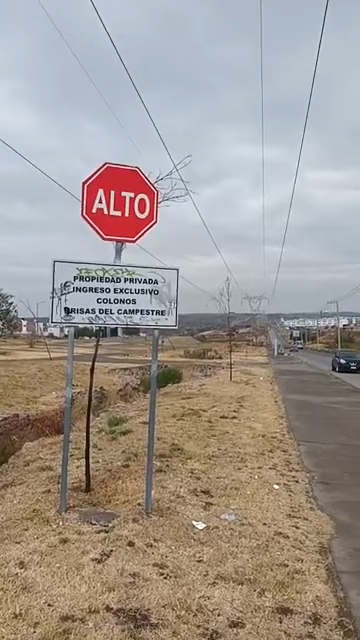 ALTO
PROPIEDAD PRIVADA
INGRESO EXCLUSIVO
COLONOS
BRISAS DEL CAMPESTRE